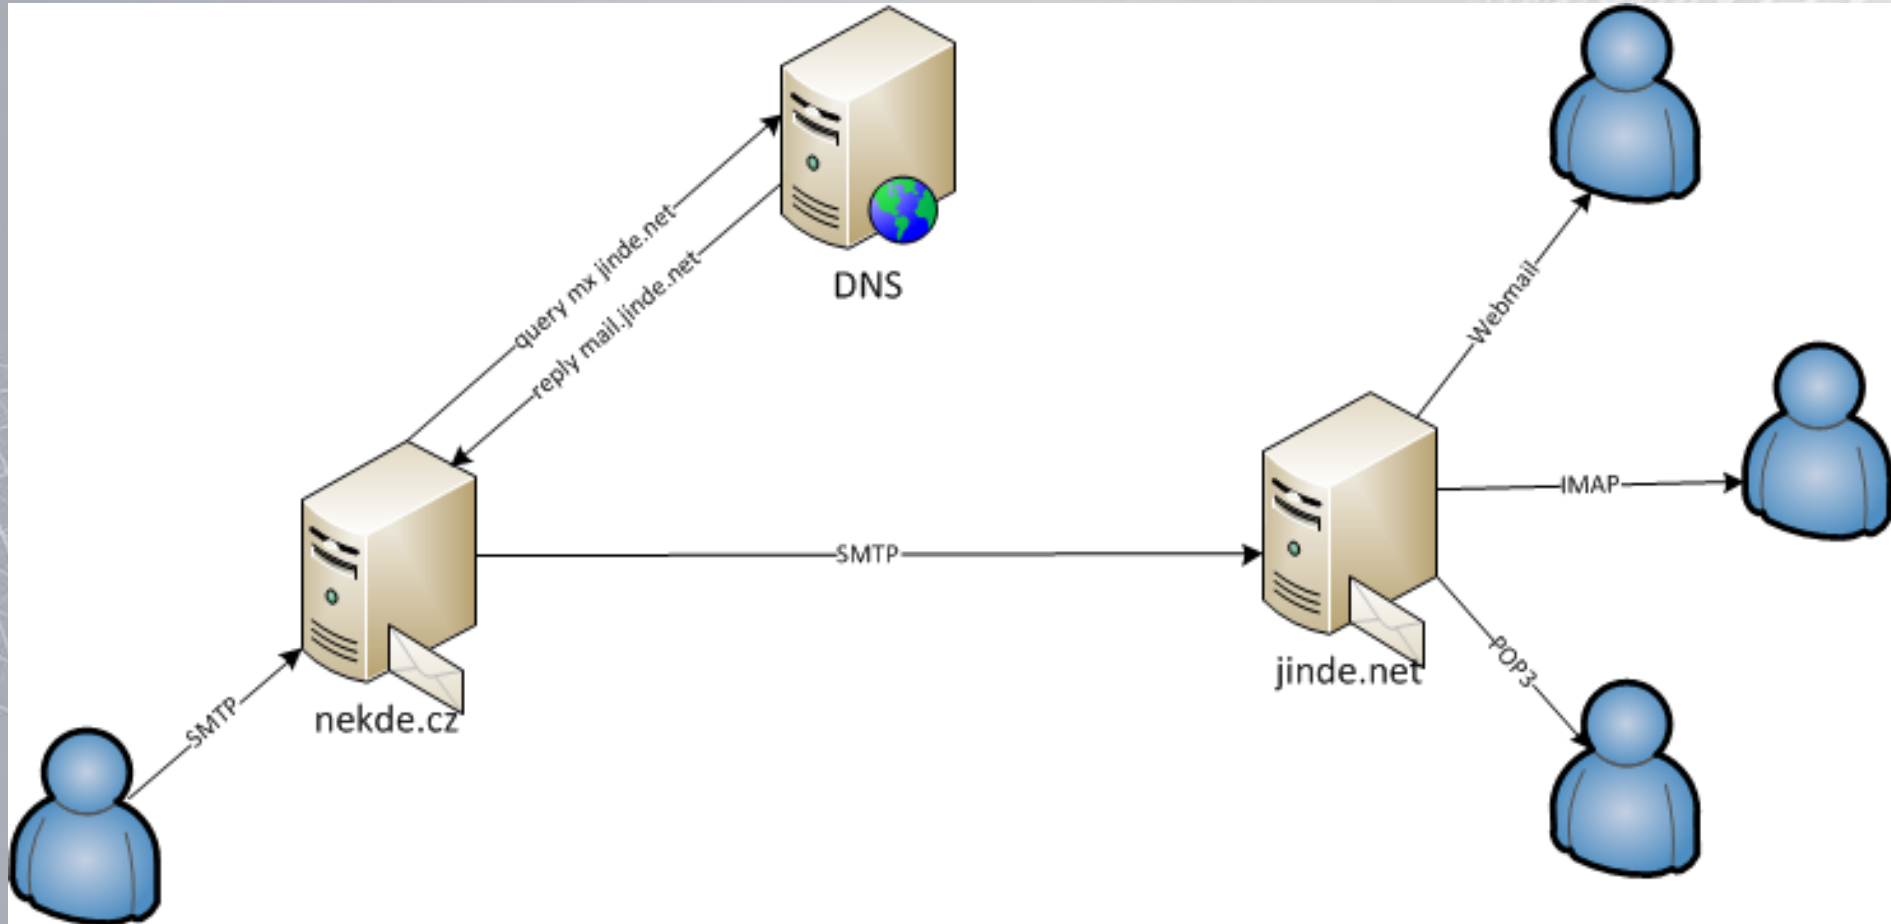 query mx jinde.net
reply mail.jinde.net
DNS
Webmail
IMAP
SMTP
POP3
jinde.net
nekde.cz
SMTP